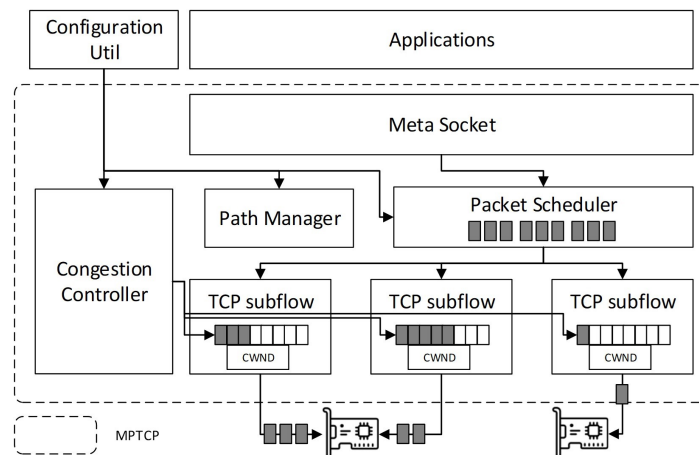 Configuration
Util
Applications
Meta Socket
Path Manager
Packet Scheduler
Congestion
Controller
TCP subflow
TCP subflow
TCP subflow
CWND
CWND
CWND
MPTCP